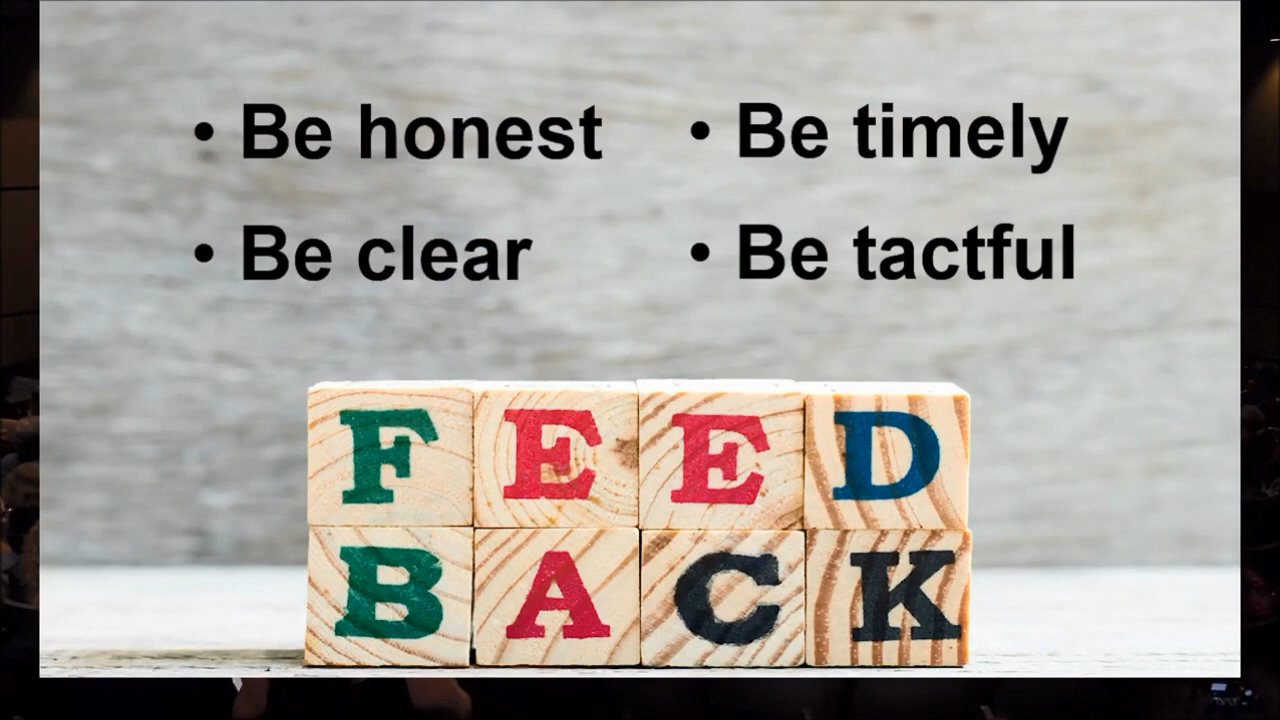 • Be honest
• Be clear
• Be timely
• Be tactful
FEED
BACK